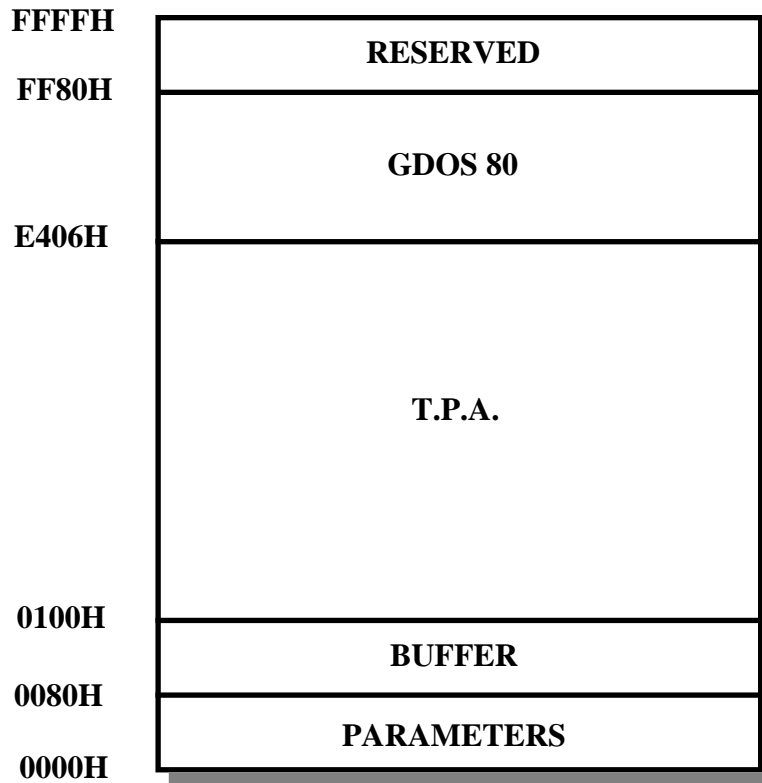 FFFFH
RESERVED
FF80H
GDOS 80
E406H
T.P.A.
0100H
BUFFER
0080H
PARAMETERS
0000H